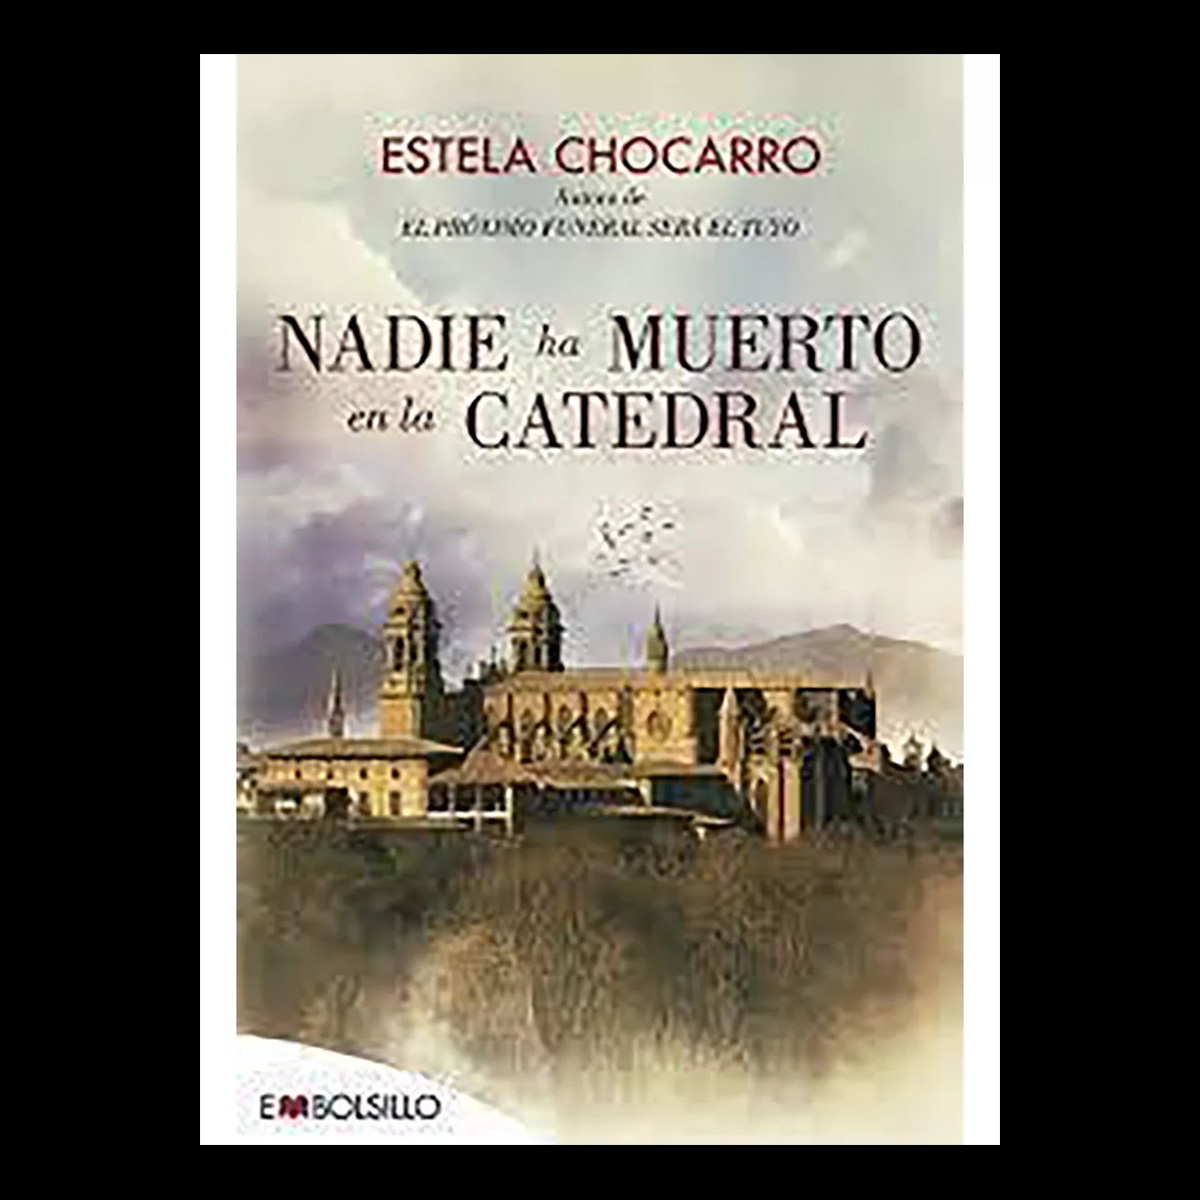 ESTELA CHOCARRO
Autora de
EL PRÓXIMO FUNERAL SERÁ EL TUYO
NADIE ha MUERTO
en la CATEDRAL
EMBOLSILLO